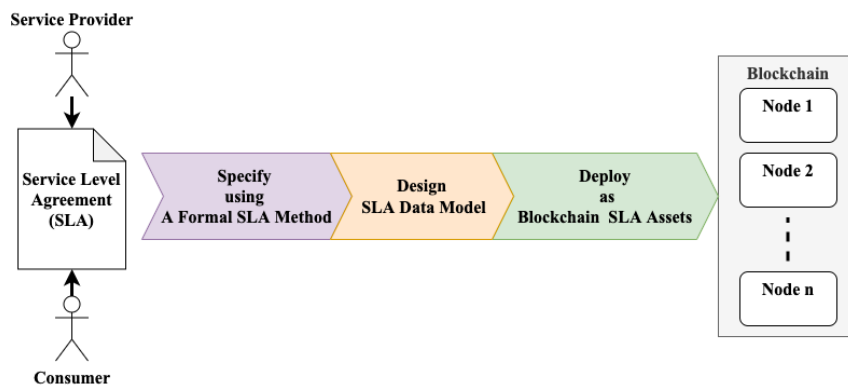 Service Provider
Service Level
Agreement
(SLA)
Consumer
Specify
using
A Formal SLA Method
Design
SLA Data Model
Deploy
as
Blockchain SLA Assets
Blockchain
Node 1
Node 2
Node n